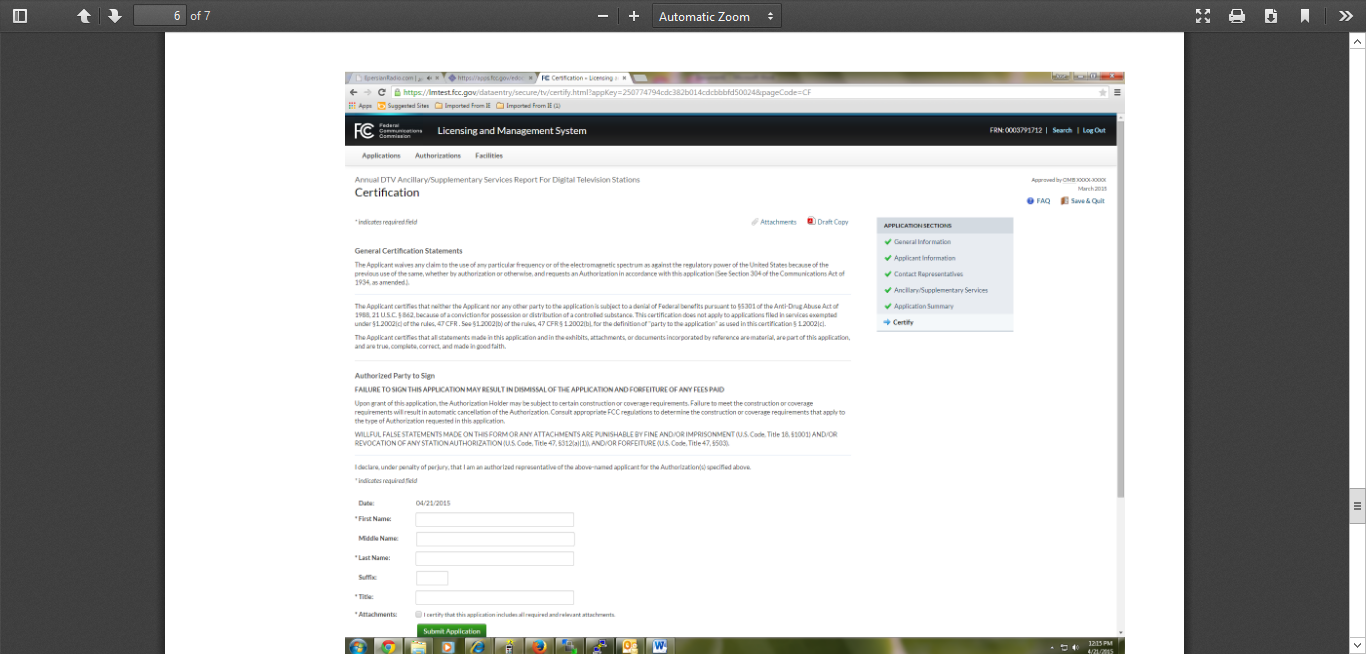 6 of 7
Automatic Zoom
EpersianRadio.com | https://apps.fcc.gov/edoc Certification » Licensing a
https://lmtest.fcc.gov/dataentry/secure/tv/certify.html?appKey=250774794cdc382b014cdcbbbfd50024&pageCode=CF
Apps Suggested Sites Imported From IE Imported From IE (1)
FCC Federal Communications Commission
Licensing and Management System
FRN: 0003791712 | Search | Log Out
Applications Authorizations Facilities
Annual DTV Ancillary/Supplementary Services Report For Digital Television Stations
Certification
Approved by OMB XXXX-XXXX
March 2015
FAQ Save & Quit
* indicates required field
Attachments Draft Copy
General Certification Statements
The Applicant waives any claim to the use of any particular frequency or of the electromagnetic spectrum as against the regulatory power of the United States because of the
previous use of the same, whether by authorization or otherwise, and requests an Authorization in accordance with this application (See Section 304 of the Communications Act of
1934, as amended.).
The Applicant certifies that neither the Applicant nor any other party to the application is subject to a denial of Federal benefits pursuant to §5301 of the Anti-Drug Abuse Act of
1988, 21 U.S.C. § 862, because of a conviction for possession or distribution of a controlled substance. This certification does not apply to applications filed in services exempted
under §1.2002(c) of the rules, 47 CFR . See §1.2002(b) of the rules, 47 CFR § 1.2002(b), for the definition of "party to the application" as used in this certification § 1.2002(c).
The Applicant certifies that all statements made in this application and in the exhibits, attachments, or documents incorporated by reference are material, are part of this application,
and are true, complete, correct, and made in good faith.
Authorized Party to Sign
FAILURE TO SIGN THIS APPLICATION MAY RESULT IN DISMISSAL OF THE APPLICATION AND FORFEITURE OF ANY FEES PAID
Upon grant of this application, the Authorization Holder may be subject to certain construction or coverage requirements. Failure to meet the construction or coverage
requirements will result in automatic cancellation of the Authorization. Consult appropriate FCC regulations to determine the construction or coverage requirements that apply to
the type of Authorization requested in this application.
WILLFUL FALSE STATEMENTS MADE ON THIS FORM OR ANY ATTACHMENTS ARE PUNISHABLE BY FINE AND/OR IMPRISONMENT (U.S. Code, Title 18, §1001) AND/OR
REVOCATION OF ANY STATION AUTHORIZATION (U.S. Code, Title 47, §312(a)(1)), AND/OR FORFEITURE (U.S. Code, Title 47, §503).
I declare, under penalty of perjury, that I am an authorized representative of the above-named applicant for the Authorization(s) specified above.
* indicates required field
Date: 04/21/2015
* First Name:
Middle Name:
* Last Name:
Suffix:
* Title:
* Attachments: I certify that this application includes all required and relevant attachments.
Submit Application
APPLICATION SECTIONS
General Information
Applicant Information
Contact Representatives
Ancillary/Supplementary Services
Application Summary
Certify
12:15 PM
4/21/2015